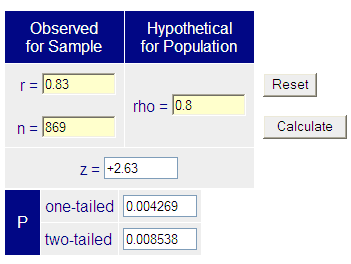 Observed for Sample
Hypothetical for Population
r = 0.83
rho = 0.8
n = 869
Reset
Calculate
z = +2.63
P
one-tailed 0.004269
two-tailed 0.008538